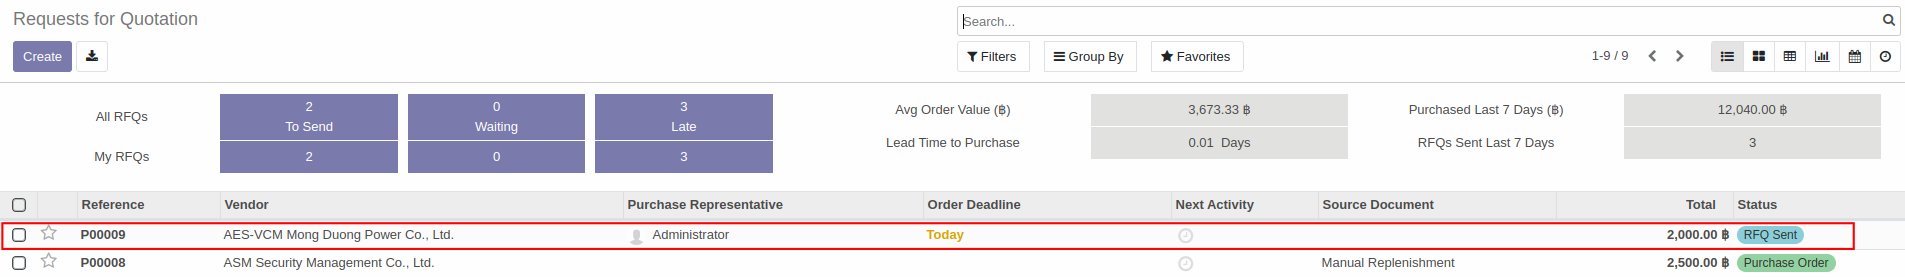 Requests for Quotation
Search...
Create
Filters
Group By
Favorites
1-9 / 9
All RFQs
2
To Send
0
Waiting
3
Late
My RFQs
2
0
3
Avg Order Value (฿)
3,673.33 ฿
Lead Time to Purchase
0.01 Days
Purchased Last 7 Days (฿)
12,040.00 ฿
RFQs Sent Last 7 Days
3
Reference Vendor Purchase Representative Order Deadline Next Activity Source Document Total Status
P00009 AES-VCM Mong Duong Power Co., Ltd. Administrator Today 2,000.00 ฿ RFQ Sent
P00008 ASM Security Management Co., Ltd. Manual Replenishment 2,500.00 ฿ Purchase Order